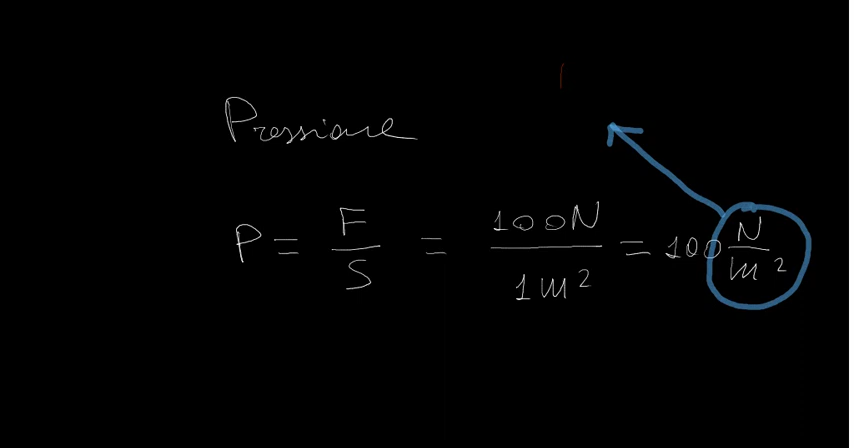 Pressione
P = F/S = 100N/1m² = 100 N/m²